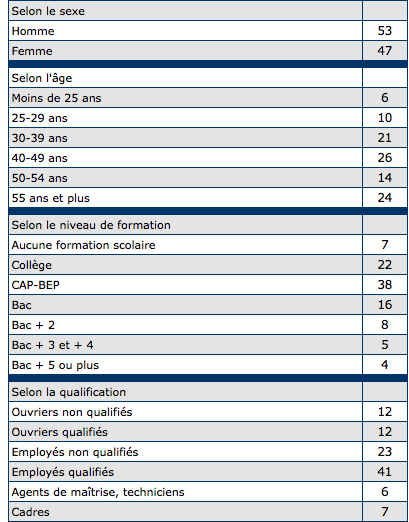 Selon le sexe
Homme 53
Femme 47
Selon l'âge
Moins de 25 ans 6
25-29 ans 10
30-39 ans 21
40-49 ans 26
50-54 ans 14
55 ans et plus 24
Selon le niveau de formation
Aucune formation scolaire 7
Collège 22
CAP-BEP 38
Bac 16
Bac + 2 8
Bac + 3 et + 4 5
Bac + 5 ou plus 4
Selon la qualification
Ouvriers non qualifiés 12
Ouvriers qualifiés 12
Employés non qualifiés 23
Employés qualifiés 41
Agents de maîtrise, techniciens 6
Cadres 7